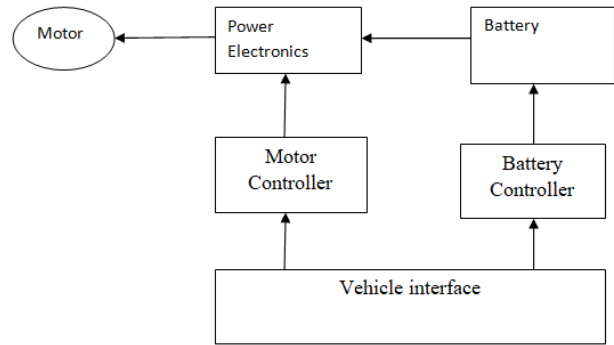 Motor
Power
Electronics
Battery
Motor
Controller
Battery
Controller
Vehicle interface